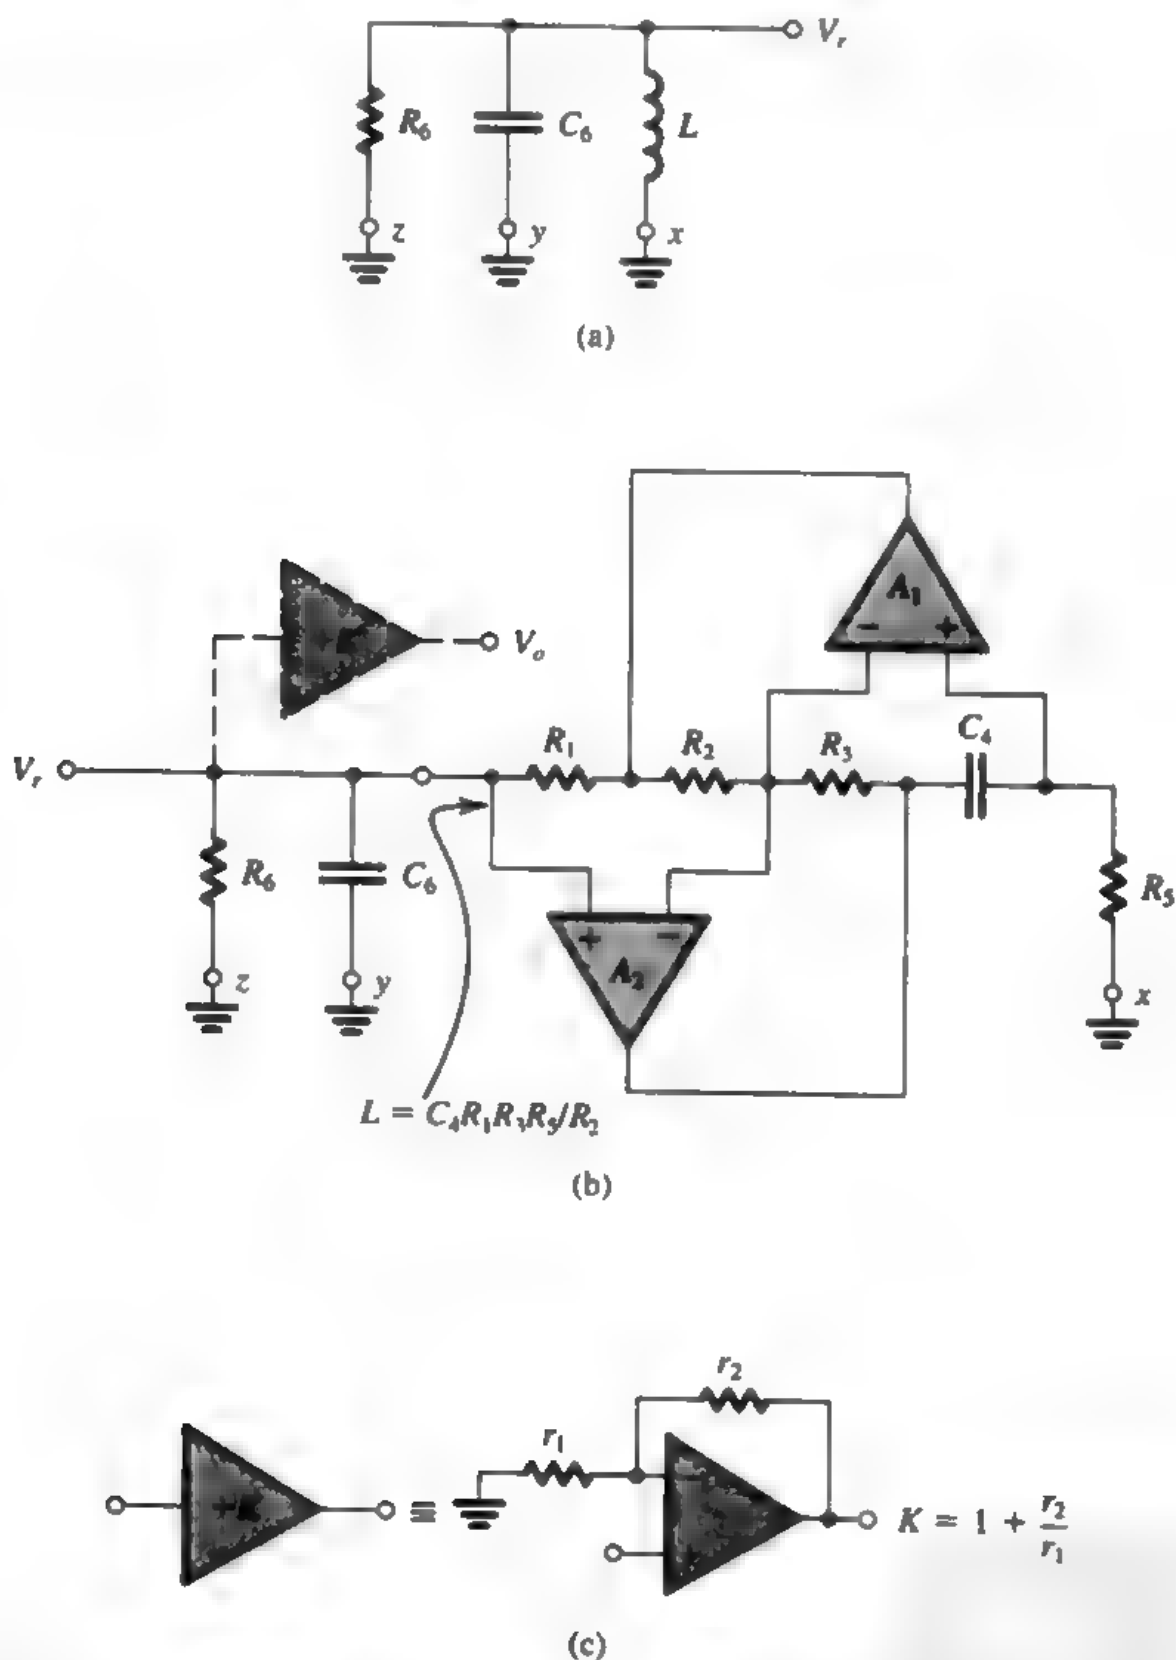 V_r
R_6
C_6
L
z
y
x
(a)
A_1
− +
V_o
V_r
R_1
R_2
R_3
C_4
R_6
C_6
R_5
+ −
A_2
z
y
x
L = C_4R_1R_3R_5/R_2
(b)
r_2
r_1
≡
K = 1 + r_2/r_1
(c)